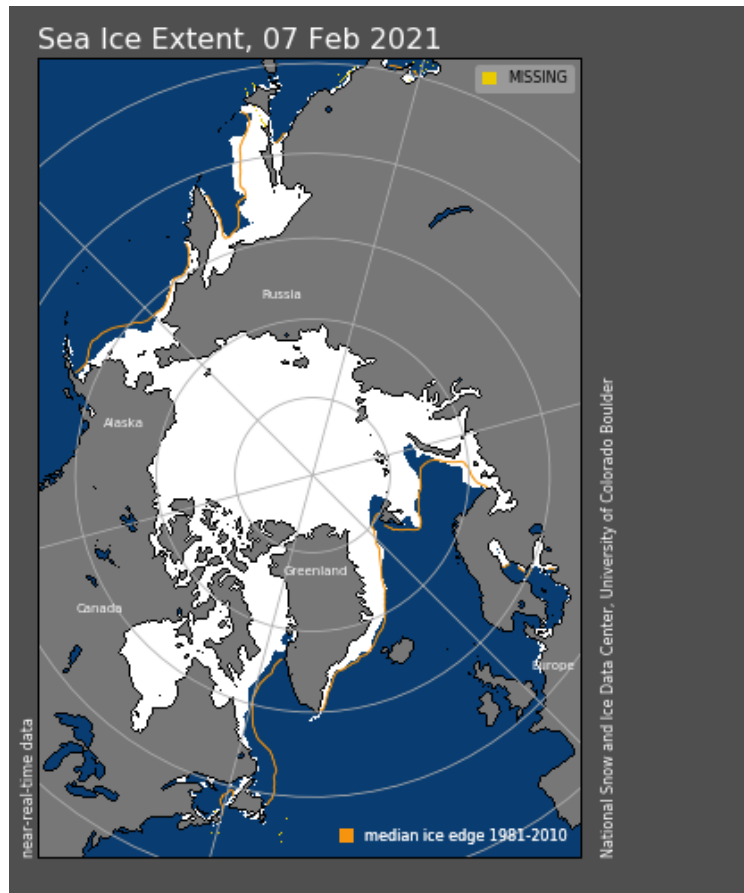 Sea Ice Extent, 07 Feb 2021
MISSING
Russia
Alaska
Greenland
Canada
Europe
near-real-time data
median ice edge 1981-2010
National Snow and Ice Data Center, University of Colorado Boulder